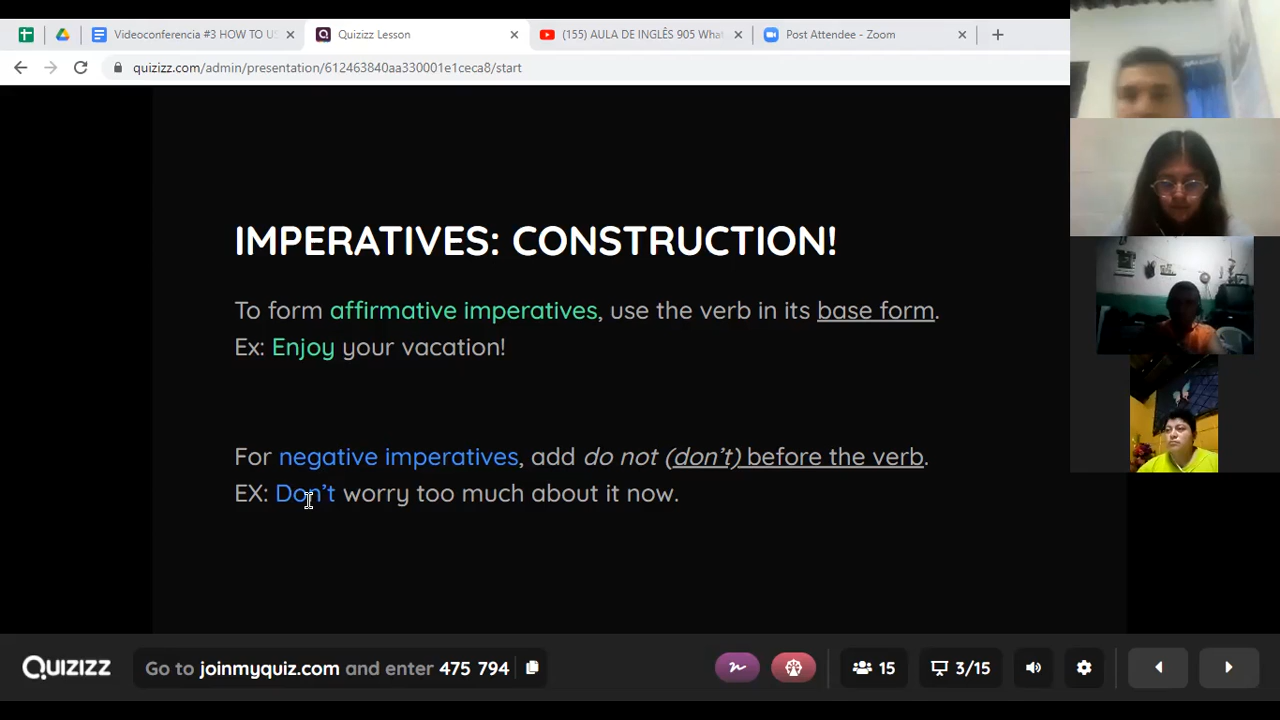 Videoconferencia #3 HOW TO U
Quizizz Lesson
(155) AULA DE INGLÊS 905 What
Post Attendee - Zoom
quizizz.com/admin/presentation/612463840aa330001e1ceca8/start
IMPERATIVES: CONSTRUCTION!
To form affirmative imperatives, use the verb in its base form.
Ex: Enjoy your vacation!
For negative imperatives, add do not (don't) before the verb.
EX: Don't worry too much about it now.
QUIZIZZ
Go to joinmyquiz.com and enter 475 794
15
3/15